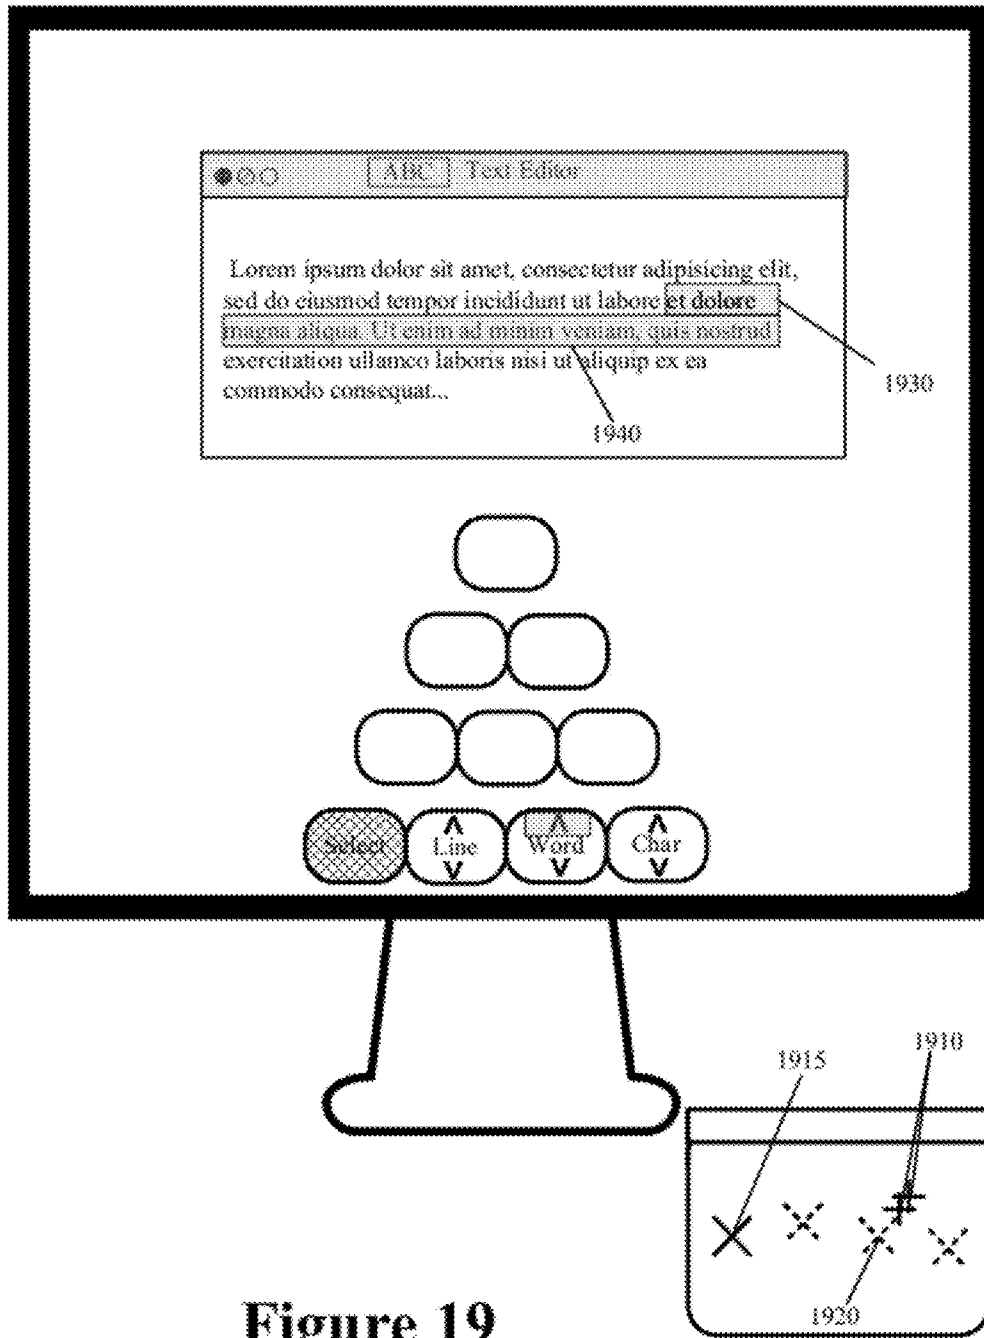 ABC Text Editor
Lorem ipsum dolor sit amet, consectetur adipisicing elit,
sed do eiusmod tempor incididunt ut labore et dolore
magna aliqua. Ut enim ad minim veniam, quis nostrud
exercitation ullamco laboris nisi ut aliquip ex ea
commodo consequat...
1930
1940
Select Line Word Char
1915 1910
1920
Figure 19